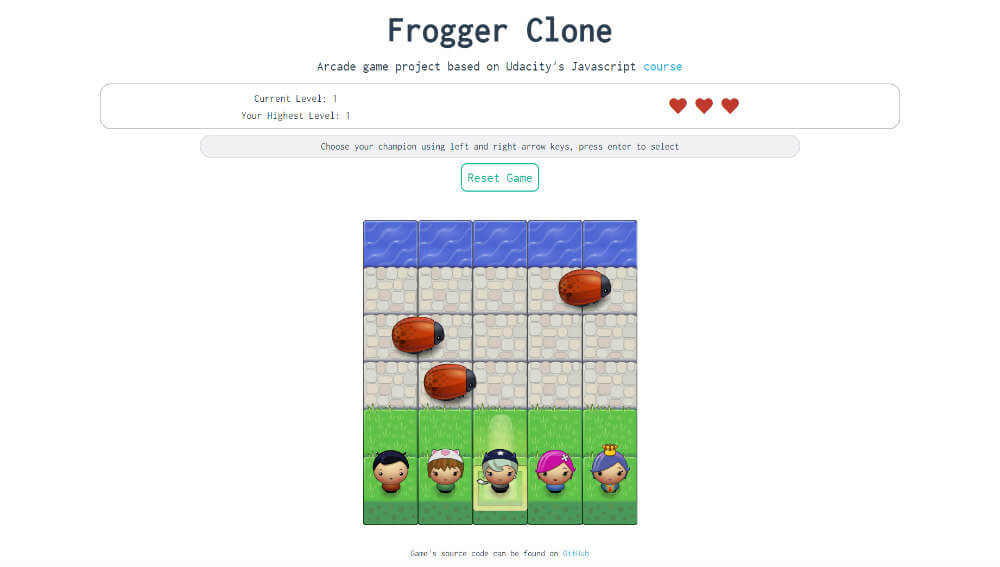 Frogger Clone
Arcade game project based on Udacity's Javascript course
Current Level: 1
Your Highest Level: 1
Choose your champion using left and right arrow keys, press enter to select
Reset Game
Game's source code can be found on GitHub